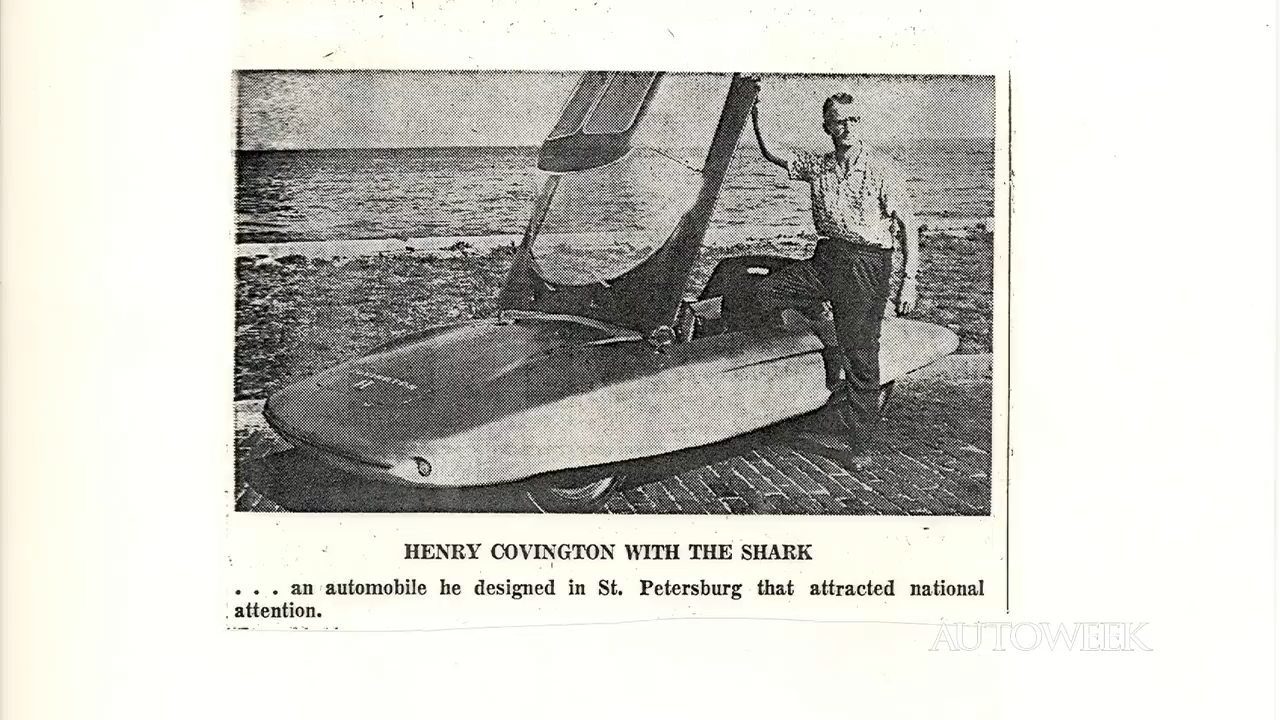 HENRY COVINGTON WITH THE SHARK
. . . an automobile he designed in St. Petersburg that attracted national
attention.
AUTOWEEK